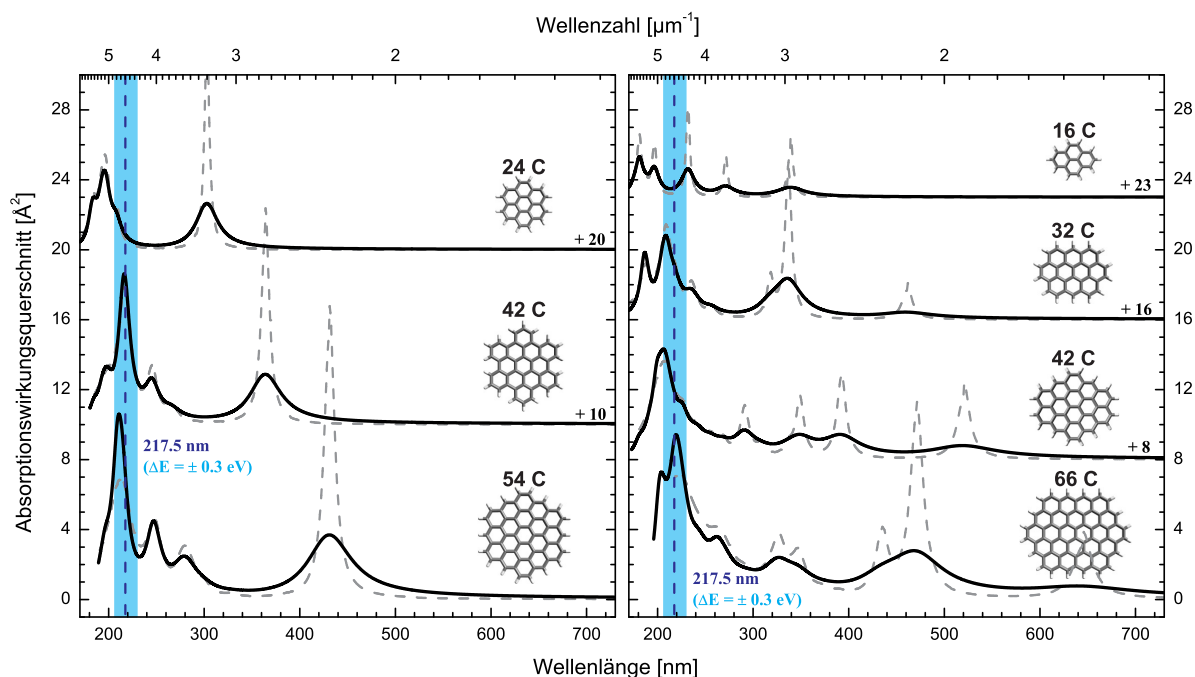 Wellenzahl [µm⁻¹]
5 4 3 2 5 4 3 2
28 24 20 16 12 8 4 0
Absorptionswirkungsquerschnitt [Å²]
24 C
+ 20
42 C
+ 10
217.5 nm
(ΔE = ± 0.3 eV)
54 C
16 C
+ 23
32 C
+ 16
42 C
+ 8
66 C
217.5 nm
(ΔE = ± 0.3 eV)
28 24 20 16 12 8 4 0
200 300 400 500 600 700 200 300 400 500 600 700
Wellenlänge [nm]